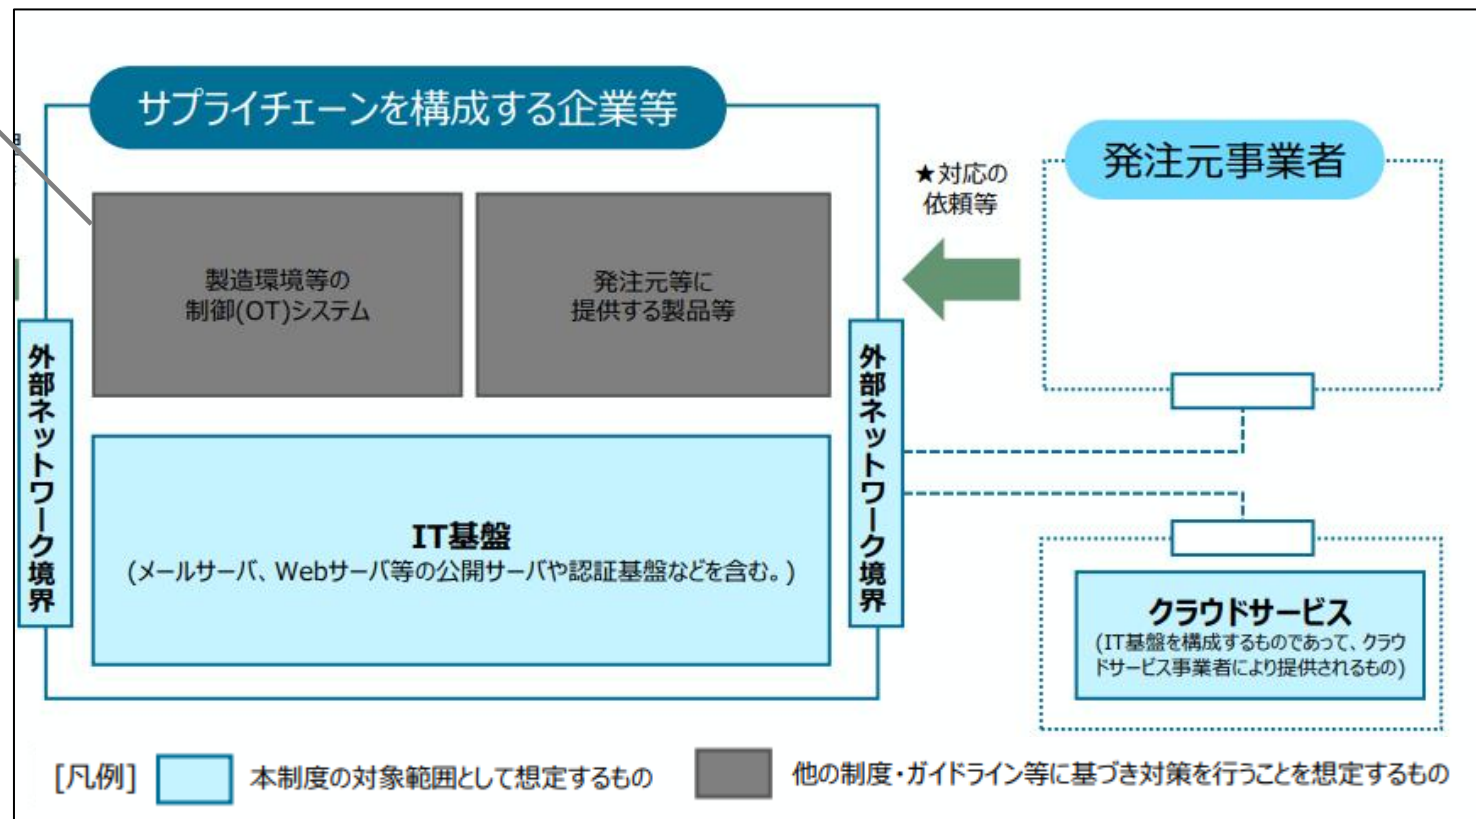 サプライチェーンを構成する企業等
発注元事業者
★対応の
依頼等
製造環境等の
制御(OT)システム
発注元等に
提供する製品等
外部ネットワーク境界
外部ネットワーク境界
IT基盤
(メールサーバ、Webサーバ等の公開サーバや認証基盤などを含む。)
クラウドサービス
(IT基盤を構成するものであって、クラウ
ドサービス事業者により提供されるもの)
[凡例]
本制度の対象範囲として想定するもの
他の制度・ガイドライン等に基づき対策を行うことを想定するもの